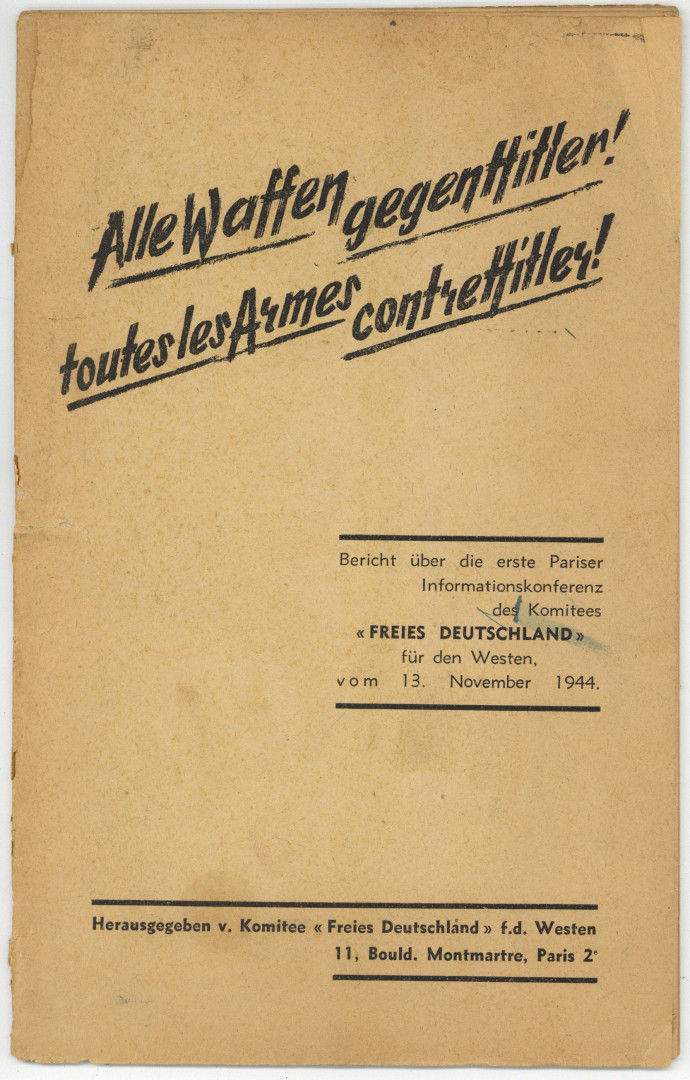 Alle Waffen gegen Hitler!
toutes les Armes contre Hitler!
Bericht über die erste Pariser
Informationskonferenz
des Komitees
« FREIES DEUTSCHLAND »
für den Westen,
vom 13. November 1944.
Herausgegeben v. Komitee « Freies Deutschland » f.d. Westen
11, Bould. Montmartre, Paris 2e